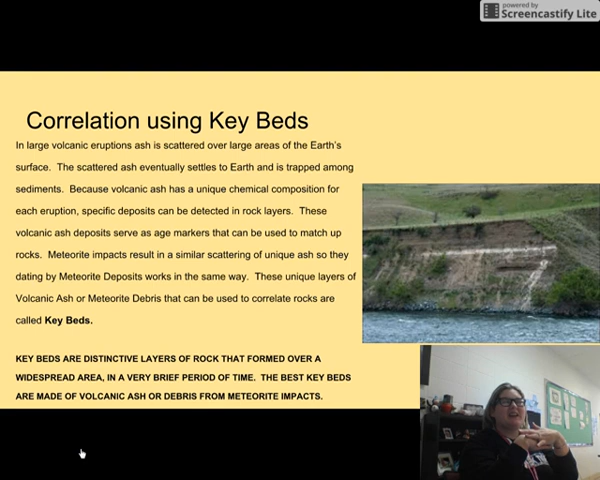 powered by
Screencastify Lite
Correlation using Key Beds
In large volcanic eruptions ash is scattered over large areas of the Earth's
surface. The scattered ash eventually settles to Earth and is trapped among
sediments. Because volcanic ash has a unique chemical composition for
each eruption, specific deposits can be detected in rock layers. These
volcanic ash deposits serve as age markers that can be used to match up
rocks. Meteorite impacts result in a similar scattering of unique ash so they
dating by Meteorite Deposits works in the same way. These unique layers of
Volcanic Ash or Meteorite Debris that can be used to correlate rocks are
called Key Beds.
KEY BEDS ARE DISTINCTIVE LAYERS OF ROCK THAT FORMED OVER A
WIDESPREAD AREA, IN A VERY BRIEF PERIOD OF TIME. THE BEST KEY BEDS
ARE MADE OF VOLCANIC ASH OR DEBRIS FROM METEORITE IMPACTS.